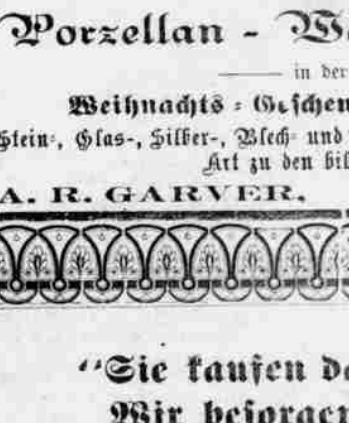 Porzellan - W
in der
Weihnachts = Geschen
Stein-, Glas-, Silber-, Blech- und
Art zu den bil
A. R. GARVER,
“Sie kaufen d
Wir besorgen